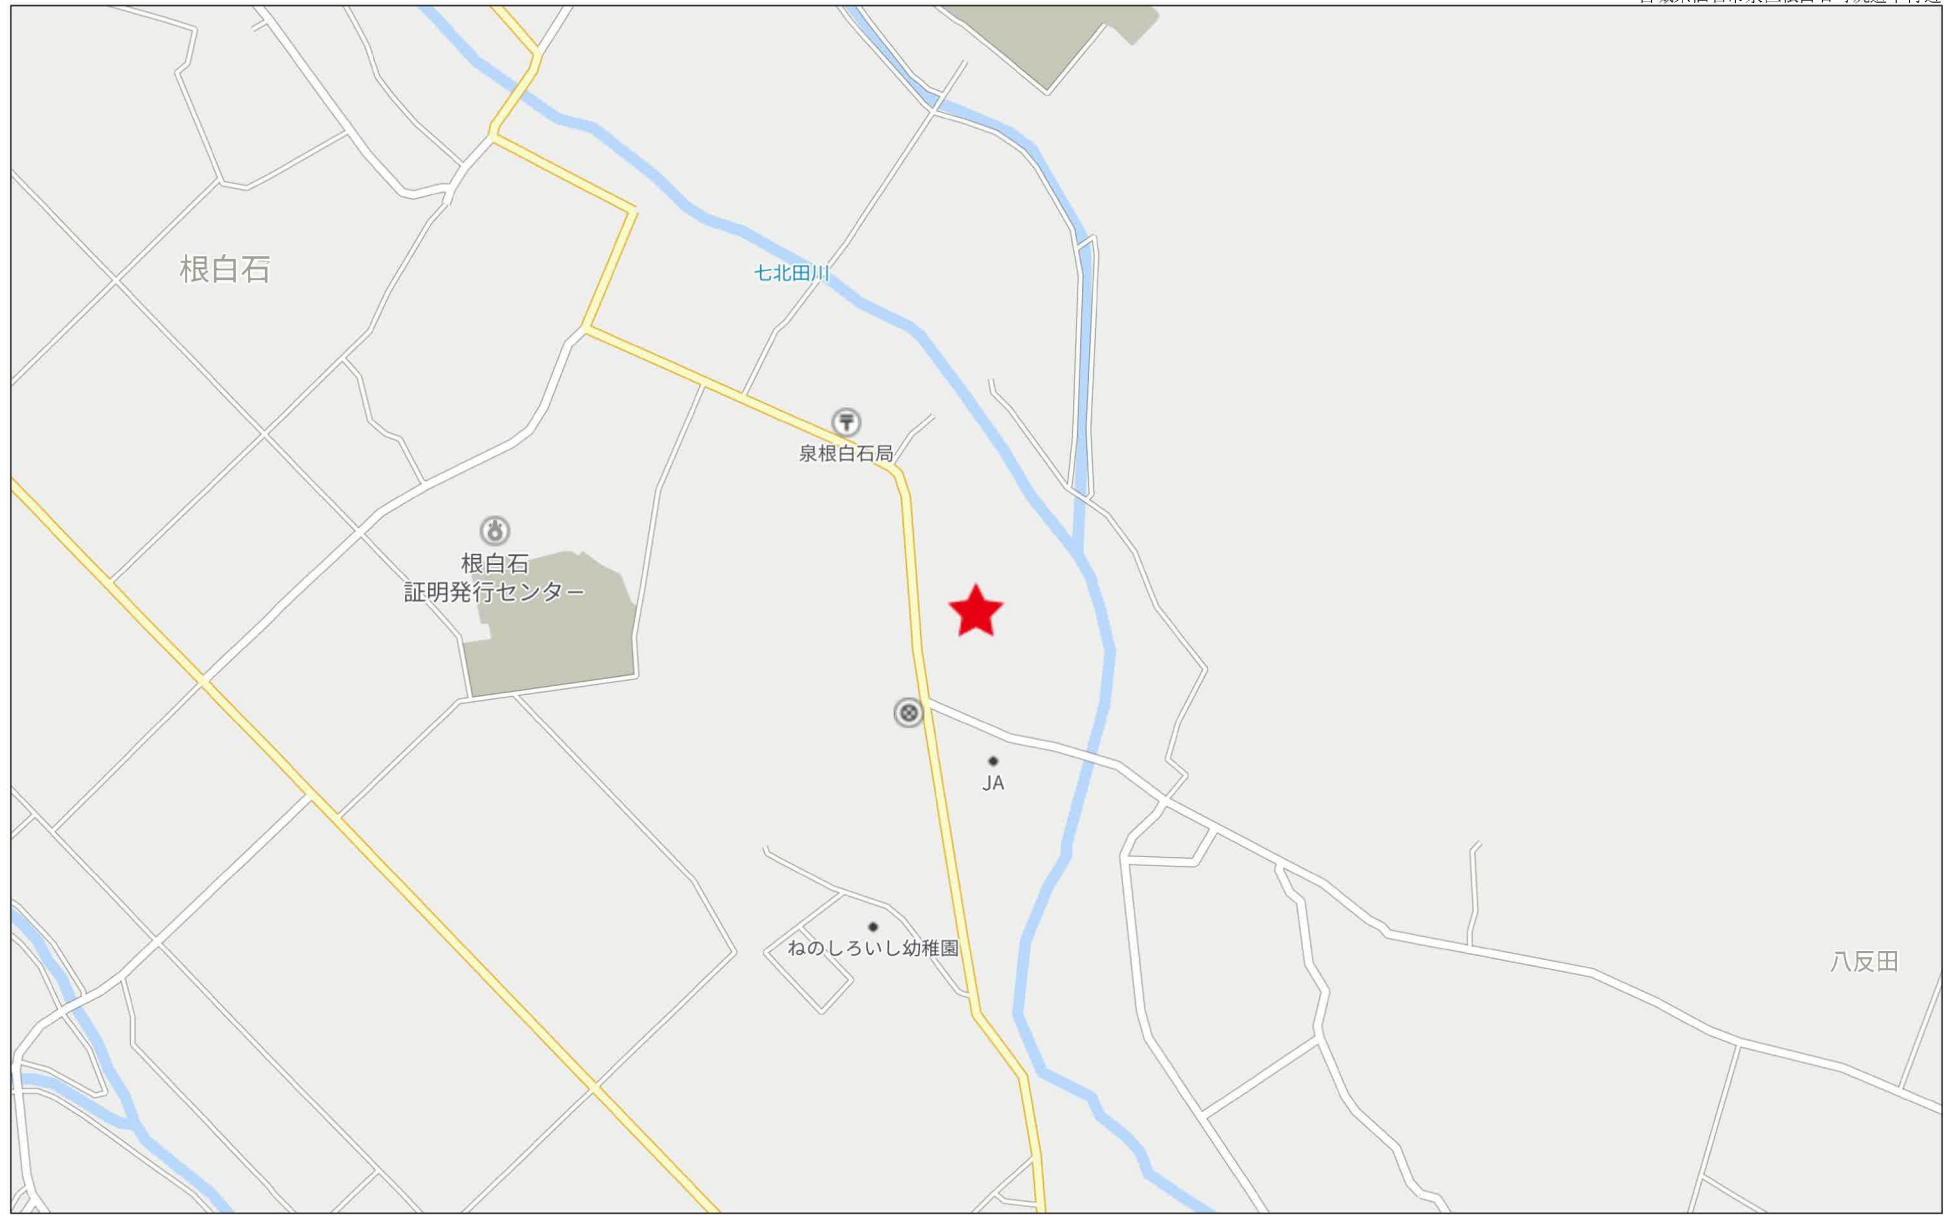 根白石
七北田川
泉根白石局
根白石
証明発行センター
JA
ねのしろいし幼稚園
八反田